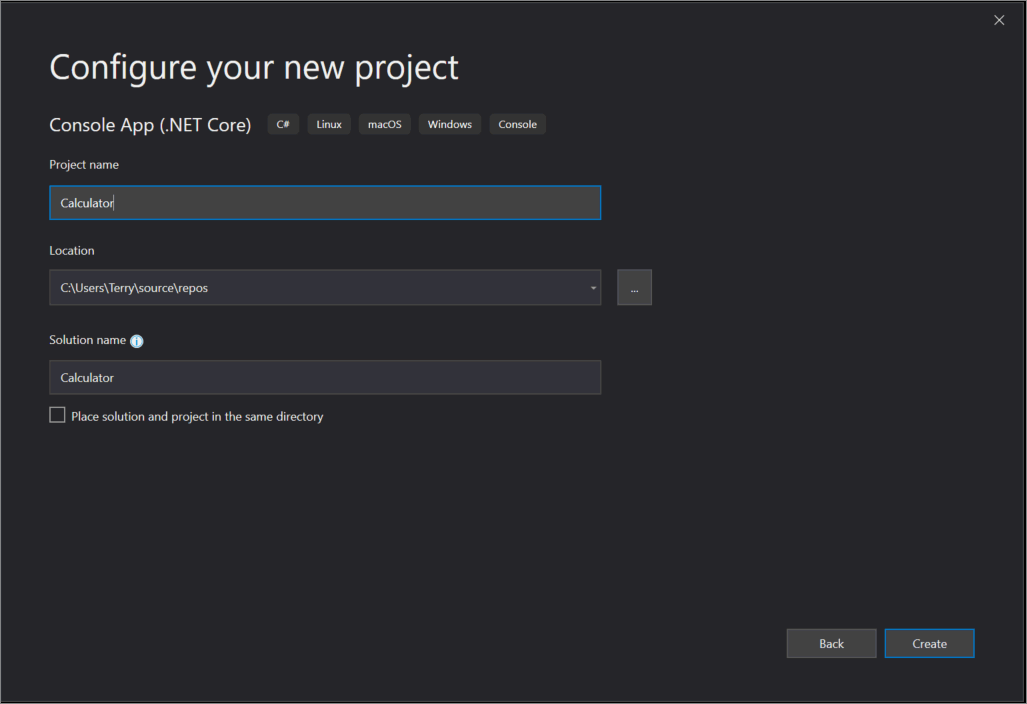 Configure your new project
Console App (.NET Core) C# Linux macOS Windows Console
Project name
Calculator
Location
C:\Users\Terry\source\repos
...
Solution name
Calculator
Place solution and project in the same directory
Back Create